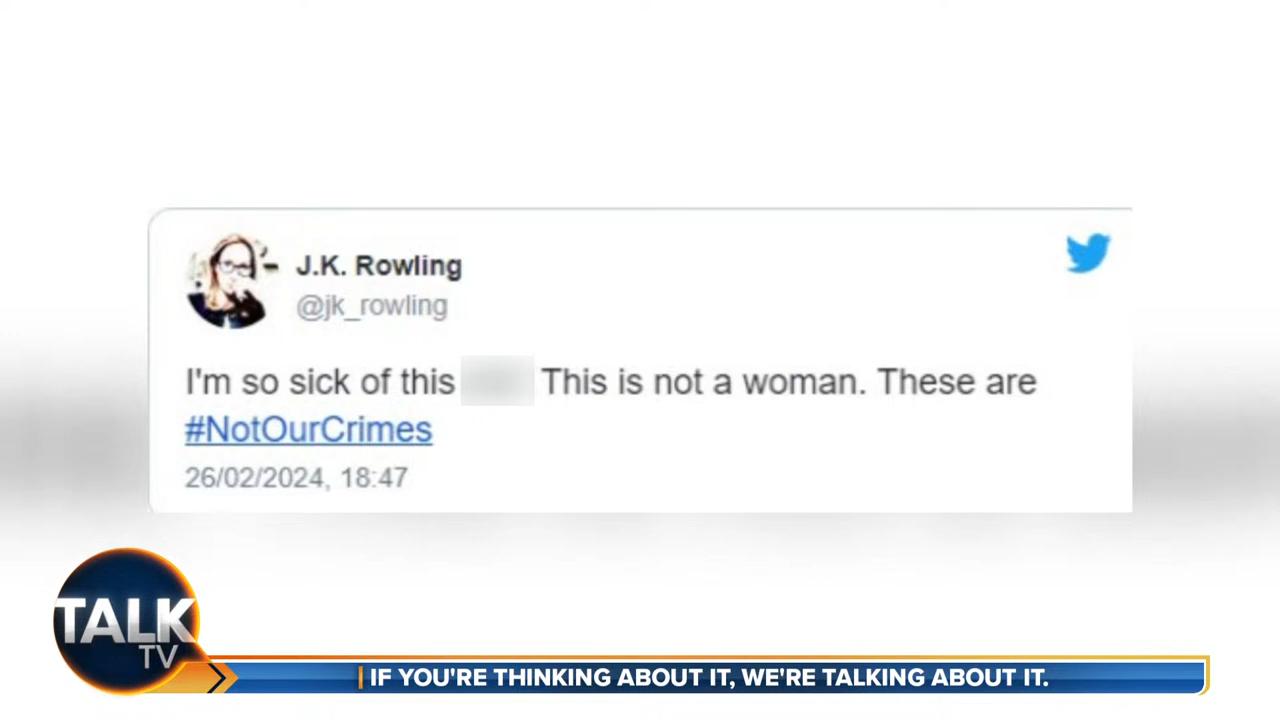 J.K. Rowling
@jk_rowling
I'm so sick of this This is not a woman. These are
#NotOurCrimes
26/02/2024, 18:47
TALK
TV
IF YOU'RE THINKING ABOUT IT, WE'RE TALKING ABOUT IT.